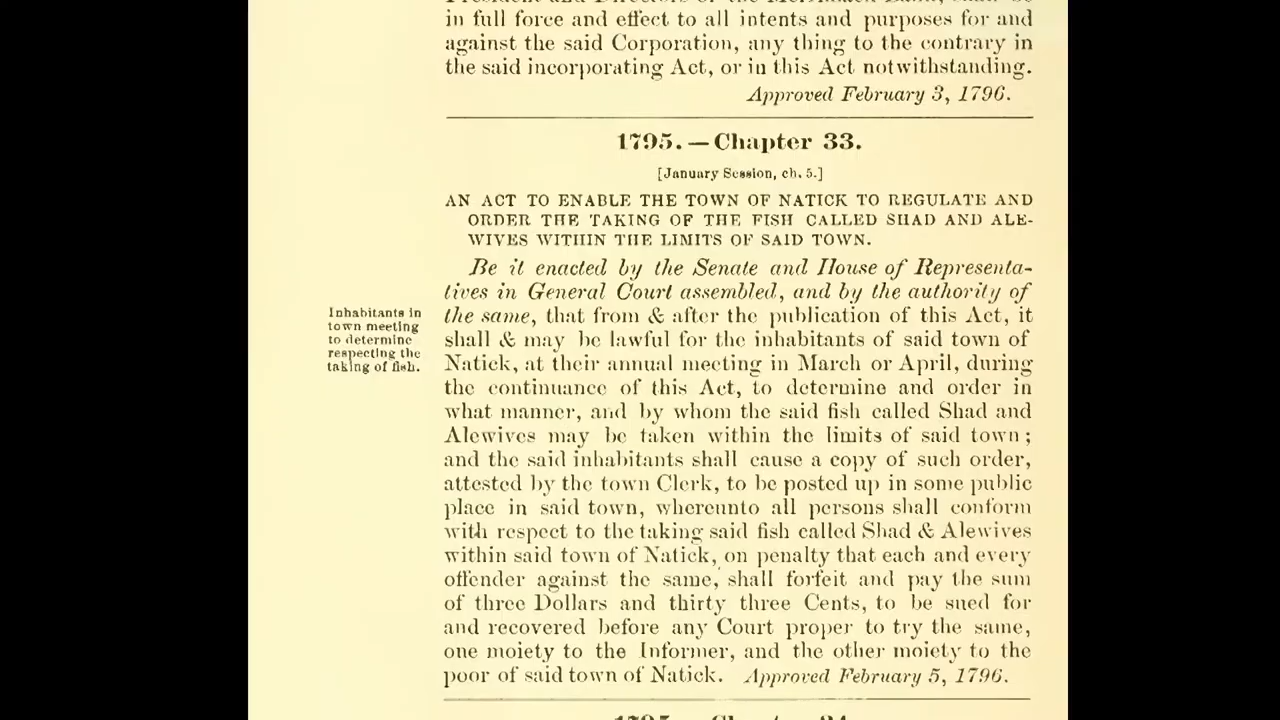 in full force and effect to all intents and purposes for and
against the said Corporation, any thing to the contrary in
the said incorporating Act, or in this Act notwithstanding.
Approved February 3, 1796.
1795. — Chapter 33.
[January Session, ch. 5.]
AN ACT TO ENABLE THE TOWN OF NATICK TO REGULATE AND
ORDER THE TAKING OF THE FISH CALLED SHAD AND ALE-
WIVES WITHIN THE LIMITS OF SAID TOWN.
Be it enacted by the Senate and House of Representa-
tives in General Court assembled, and by the authority of
the same, that from & after the publication of this Act, it
shall & may be lawful for the inhabitants of said town of
Natick, at their annual meeting in March or April, during
the continuance of this Act, to determine and order in
what manner, and by whom the said fish called Shad and
Alewives may be taken within the limits of said town;
and the said inhabitants shall cause a copy of such order,
attested by the town Clerk, to be posted up in some public
place in said town, whereunto all persons shall conform
with respect to the taking said fish called Shad & Alewives
within said town of Natick, on penalty that each and every
offender against the same, shall forfeit and pay the sum
of three Dollars and thirty three Cents, to be sued for
and recovered before any Court proper to try the same,
one moiety to the Informer, and the other moiety to the
poor of said town of Natick. Approved February 5, 1796.
Inhabitants in
town meeting
to determine
respecting the
taking of fish.